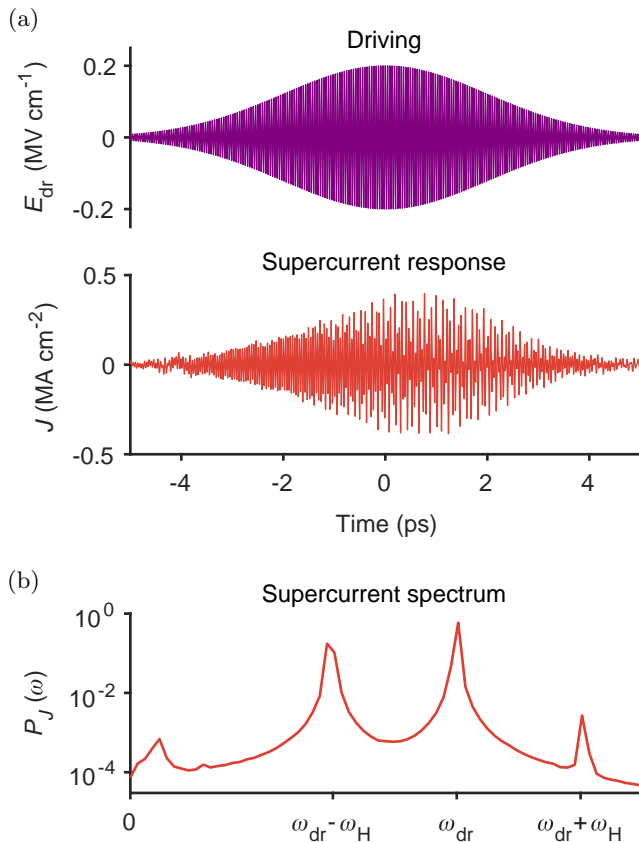 (a)
Driving
E_dr (MV cm⁻¹)
0.2
0
-0.2
Supercurrent response
J (MA cm⁻²)
0.5
0
-0.5
-4 -2 0 2 4
Time (ps)
(b)
Supercurrent spectrum
P_J (ω)
10⁰
10⁻²
10⁻⁴
0 ω_dr-ω_H ω_dr ω_dr+ω_H